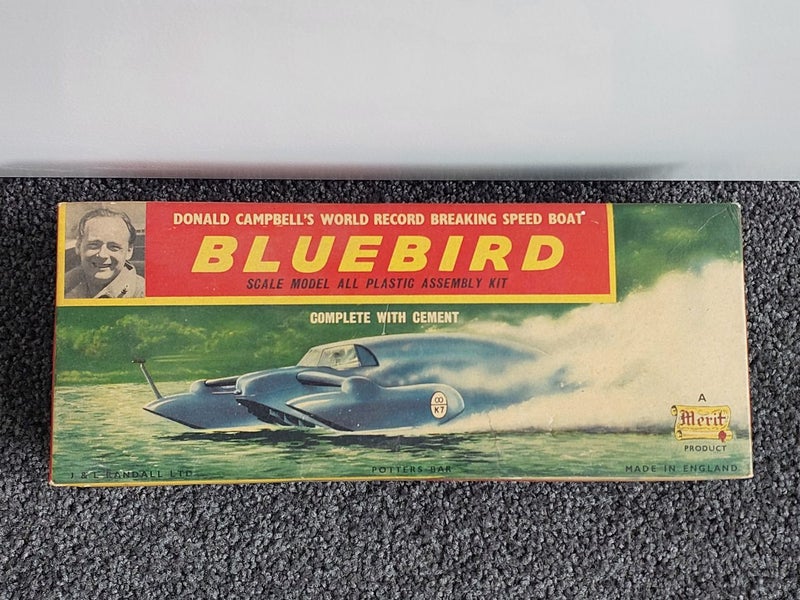 DONALD CAMPBELL'S WORLD RECORD BREAKING SPEED BOAT
BLUEBIRD
SCALE MODEL ALL PLASTIC ASSEMBLY KIT
COMPLETE WITH CEMENT
∞
K7
A
Merit
PRODUCT
J & L RANDALL LTD
POTTERS BAR
MADE IN ENGLAND